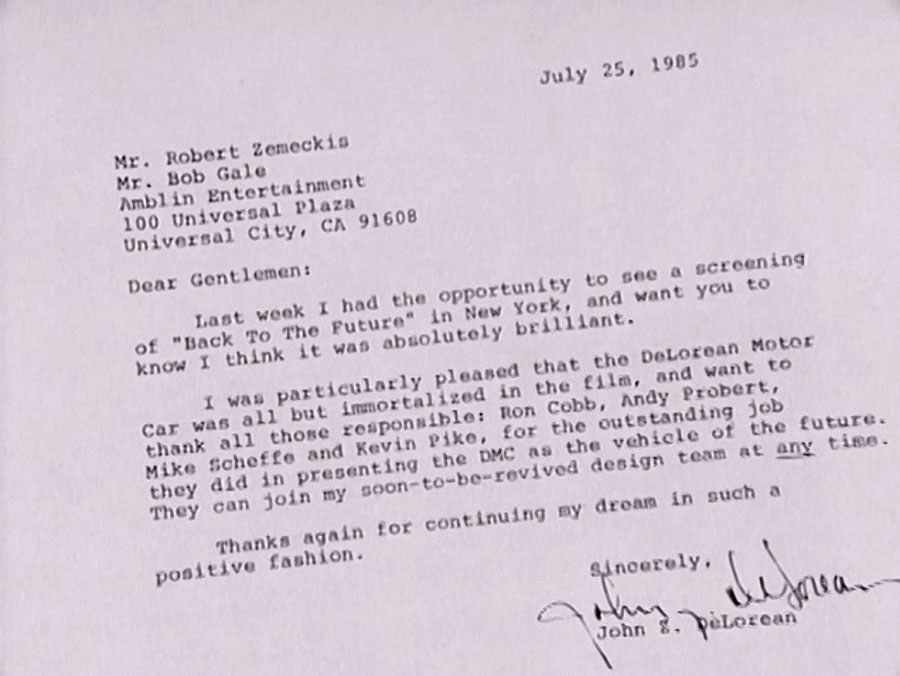 July 25, 1985
Mr. Robert Zemeckis
Mr. Bob Gale
Amblin Entertainment
100 Universal Plaza
Universal City, CA 91608
Dear Gentlemen:
Last week I had the opportunity to see a screening
of "Back To The Future" in New York, and want you to
know I think it was absolutely brilliant.
I was particularly pleased that the DeLorean Motor
Car was all but immortalized in the film, and want to
thank all those responsible: Ron Cobb, Andy Probert,
Mike Scheffe and Kevin Pike, for the outstanding job
they did in presenting the DMC as the vehicle of the future.
They can join my soon-to-be-revived design team at any time.
Thanks again for continuing my dream in such a
positive fashion.
Sincerely,
John DeLorean
John Z. DeLorean